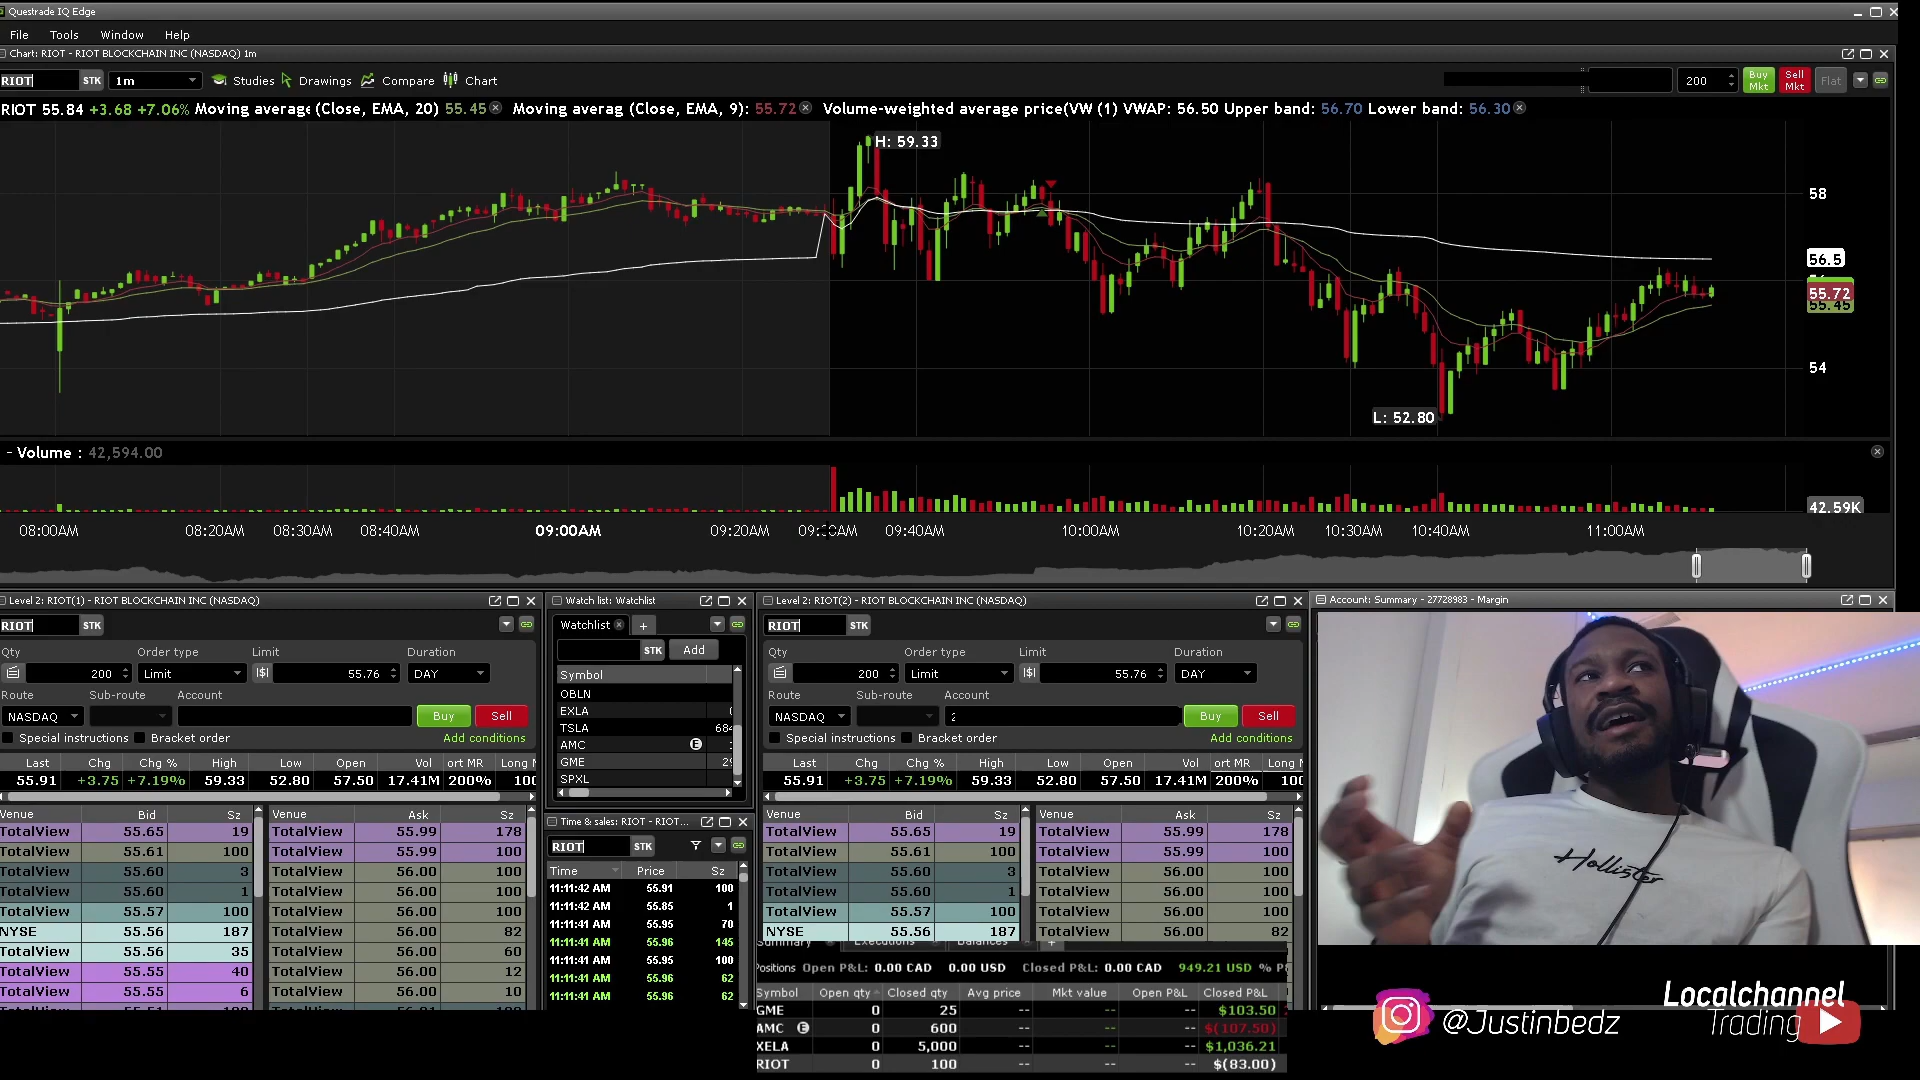 Questrade IQ Edge
File Tools Window Help
Chart: RIOT - RIOT BLOCKCHAIN INC (NASDAQ) 1m
RIOT STK 1m Studies Drawings Compare Chart 200 Buy Mkt Sell Mkt Flat
RIOT 55.84 +3.68 +7.06% Moving average (Close, EMA, 20) 55.45 Moving averag (Close, EMA, 9): 55.72 Volume-weighted average price(VW (1) VWAP: 56.50 Upper band: 56.70 Lower band: 56.30
H: 59.33
58
56.5
55.72
55.45
54
L: 52.80
- Volume : 42,594.00
42.59K
08:00AM 08:20AM 08:30AM 08:40AM 09:00AM 09:20AM 09:30AM 09:40AM 10:00AM 10:20AM 10:30AM 10:40AM 11:00AM
Level 2: RIOT(1) - RIOT BLOCKCHAIN INC (NASDAQ)
RIOT STK
Qty Order type Limit Duration
200 Limit 55.76 DAY
Route Sub-route Account
NASDAQ Buy Sell
Special instructions Bracket order Add conditions
Last Chg Chg % High Low Open Vol ort MR Long M
55.91 +3.75 +7.19% 59.33 52.80 57.50 17.41M 200% 100
Venue Bid Sz Venue Ask Sz
TotalView 55.65 19 TotalView 55.99 178
TotalView 55.61 100 TotalView 55.99 100
TotalView 55.60 3 TotalView 56.00 100
TotalView 55.60 1 TotalView 56.00 100
TotalView 55.57 100 TotalView 56.00 100
NYSE 55.56 187 TotalView 56.00 82
TotalView 55.56 35 TotalView 56.00 60
TotalView 55.55 40 TotalView 56.00 12
TotalView 55.55 6 TotalView 56.00 10
Watch list: Watchlist
Watchlist +
STK Add
Symbol
OBLN
EXLA
TSLA 684
AMC E
GME 29
SPXL
Time & sales: RIOT - RIOT...
RIOT STK
Time Price Sz
11:11:42 AM 55.91 100
11:11:42 AM 55.85 1
11:11:41 AM 55.95 70
11:11:41 AM 55.96 145
11:11:41 AM 55.95 100
11:11:41 AM 55.96 62
11:11:41 AM 55.96 62
Level 2: RIOT(2) - RIOT BLOCKCHAIN INC (NASDAQ)
RIOT STK
Qty Order type Limit Duration
200 Limit 55.76 DAY
Route Sub-route Account
NASDAQ 2 Buy Sell
Special instructions Bracket order Add conditions
Last Chg Chg % High Low Open Vol ort MR Long M
55.91 +3.75 +7.19% 59.33 52.80 57.50 17.41M 200% 100
Venue Bid Sz Venue Ask Sz
TotalView 55.65 19 TotalView 55.99 178
TotalView 55.61 100 TotalView 55.99 100
TotalView 55.60 3 TotalView 56.00 100
TotalView 55.60 1 TotalView 56.00 100
TotalView 55.57 100 TotalView 56.00 100
NYSE 55.56 187 TotalView 56.00 82
Summary Executions Balances +
Positions Open P&L: 0.00 CAD 0.00 USD Closed P&L: 0.00 CAD 949.21 USD % P&
Symbol Open qty Closed qty Avg price Mkt value Open P&L Closed P&L
GME 0 25 -- -- -- $103.50
AMC E 0 600 -- -- -- $(107.50)
XELA 0 5,000 -- -- -- $1,036.21
RIOT 0 100 -- -- -- $(83.00)
Account: Summary - 27728983 - Margin
Hollister
@Justinbedz
Localchannel
Trading